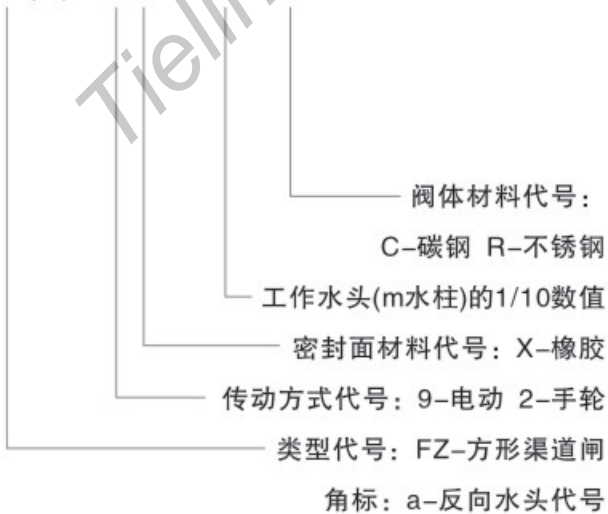 Tielin
阀体材料代号：
C-碳钢 R-不锈钢
工作水头(m水柱)的1/10数值
密封面材料代号：X-橡胶
传动方式代号：9-电动 2-手轮
类型代号：FZ-方形渠道闸
角标：a-反向水头代号